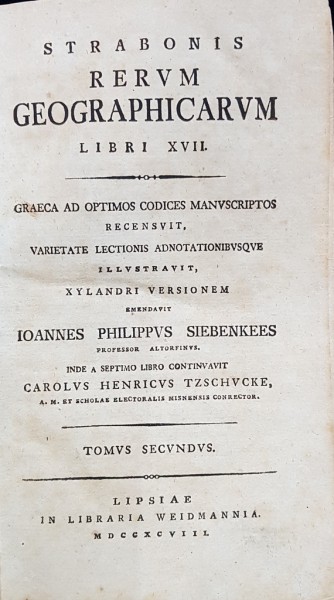 STRABONIS
RERVM
GEOGRAPHICARVM
LIBRI XVII.
GRAECA AD OPTIMOS CODICES MANVSCRIPTOS
RECENSVIT,
VARIETATE LECTIONIS ADNOTATIONIBVSQVE
ILLVSTRAVIT,
XYLANDRI VERSIONEM
EMENDAVIT
IOANNES PHILIPPVS SIEBENKEES
PROFESSOR ALTORFINVS.
INDE A SEPTIMO LIBRO CONTINVAVIT
CAROLVS HENRICVS TZSCHVCKE,
A. M. ET SCHOLAE ELECTORALIS MISNENSIS CONRECTOR.
TOMVS SECVNDVS.
LIPSIAE
IN LIBRARIA WEIDMANNIA.
MDCCXCVIII.